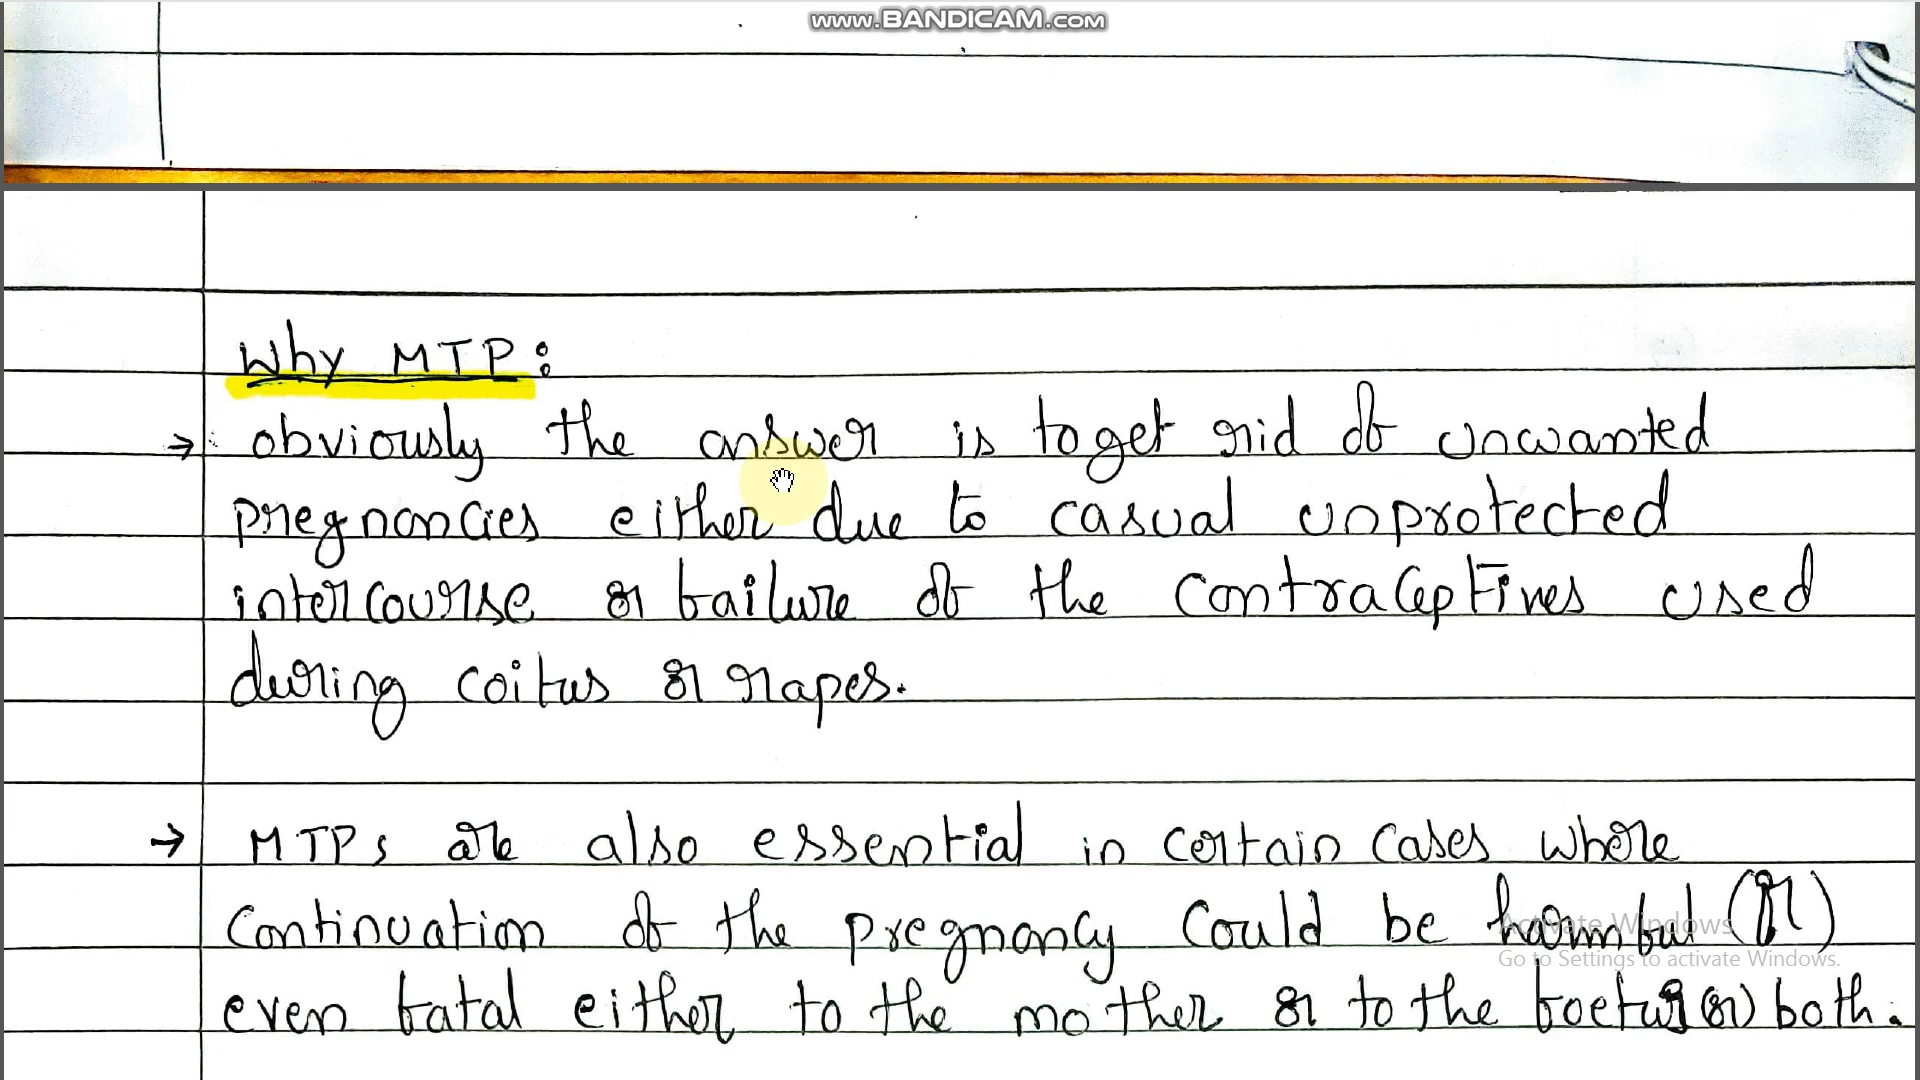 www.BANDICAM.com
Why MTP:
→ obviously the answer is to get rid of unwanted
pregnancies either due to casual unprotected
intercourse or failure of the contraceptives used
during coitus or rapes.
→ MTPs are also essential in certain cases where
continuation of the pregnancy could be harmful (or)
even fatal either to the mother or to the foetus (or) both.
Activate Windows
Go to Settings to activate Windows.